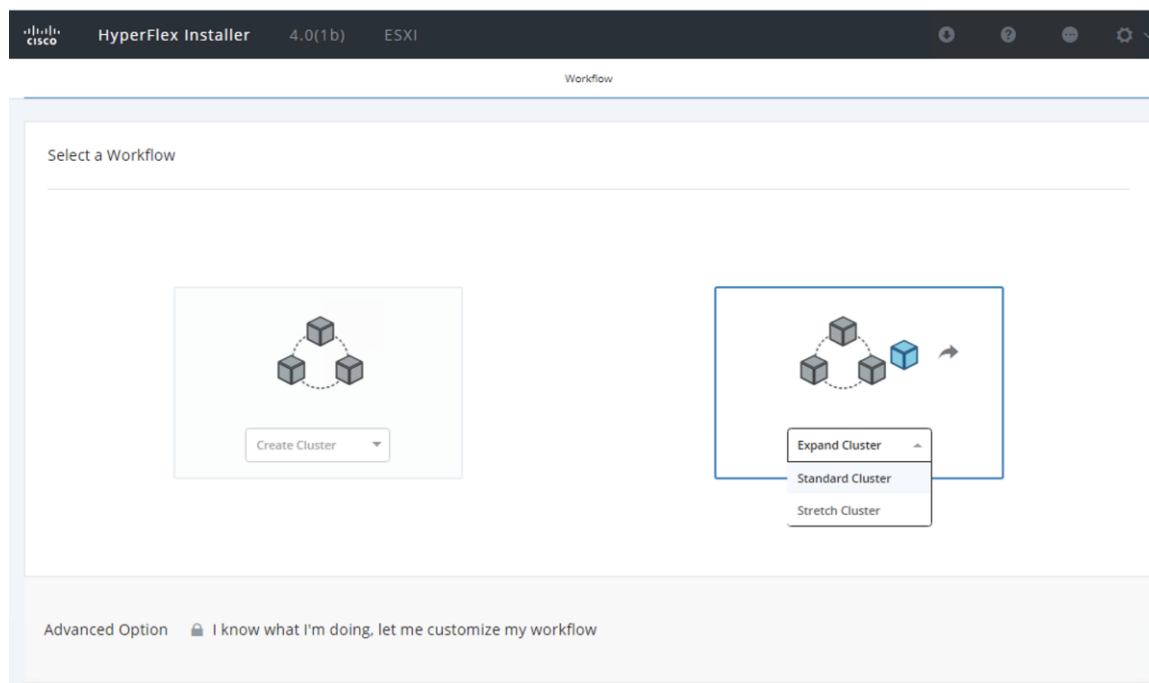 CISCO HyperFlex Installer 4.0(1b) ESXI
Workflow
Select a Workflow
Create Cluster
Expand Cluster
Standard Cluster
Stretch Cluster
Advanced Option I know what I'm doing, let me customize my workflow